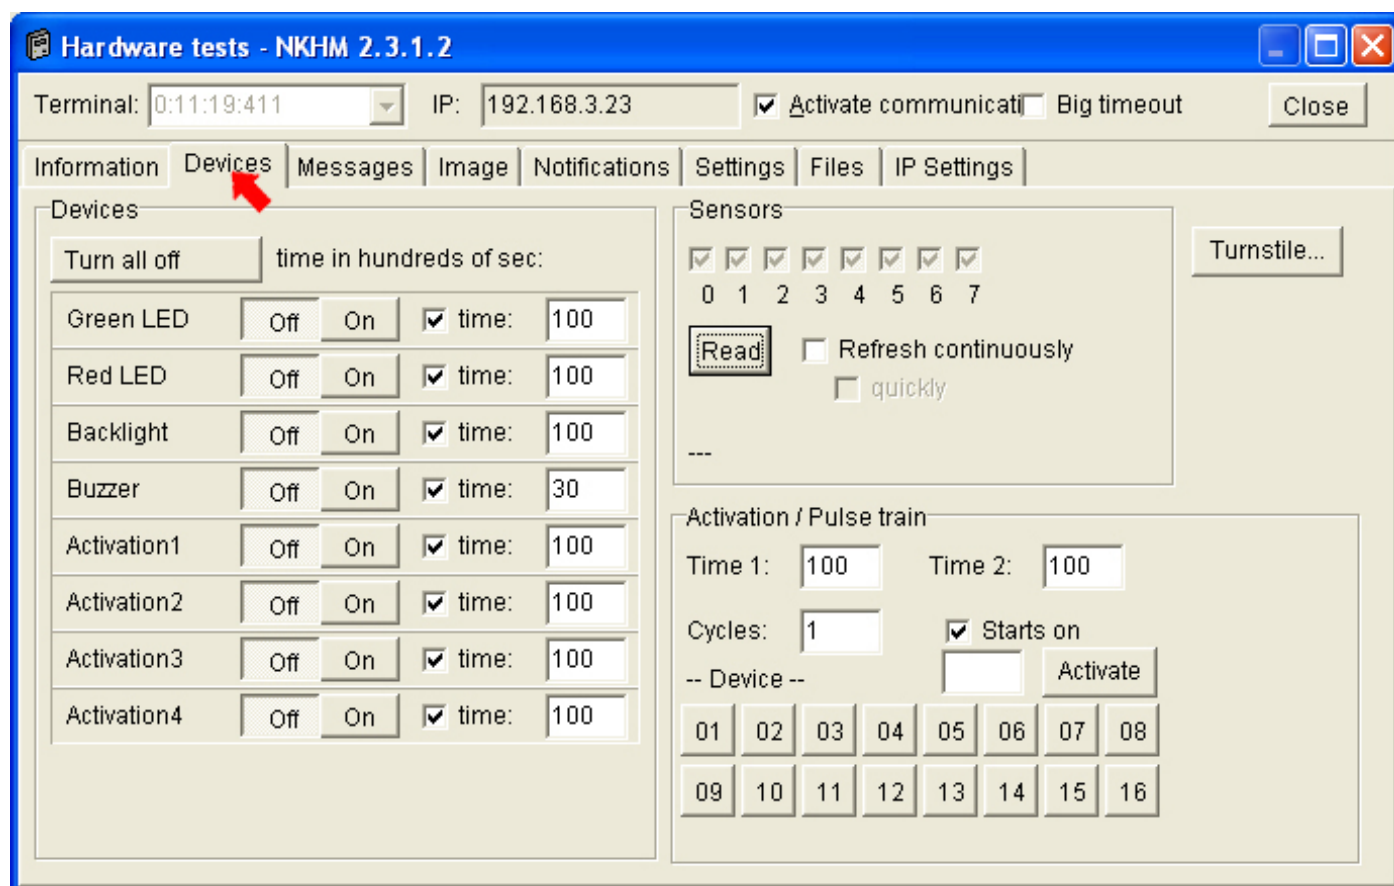 Hardware tests - NKHM 2.3.1.2
Terminal: 0:11:19:411 IP: 192.168.3.23 Activate communicati Big timeout Close
Information Devices Messages Image Notifications Settings Files IP Settings
Devices
Turn all off time in hundreds of sec:
Green LED Off On time: 100
Red LED Off On time: 100
Backlight Off On time: 100
Buzzer Off On time: 30
Activation1 Off On time: 100
Activation2 Off On time: 100
Activation3 Off On time: 100
Activation4 Off On time: 100
Sensors
0 1 2 3 4 5 6 7
Read Refresh continuously
quickly
---
Turnstile...
Activation / Pulse train
Time 1: 100 Time 2: 100
Cycles: 1 Starts on
-- Device -- Activate
01 02 03 04 05 06 07 08
09 10 11 12 13 14 15 16